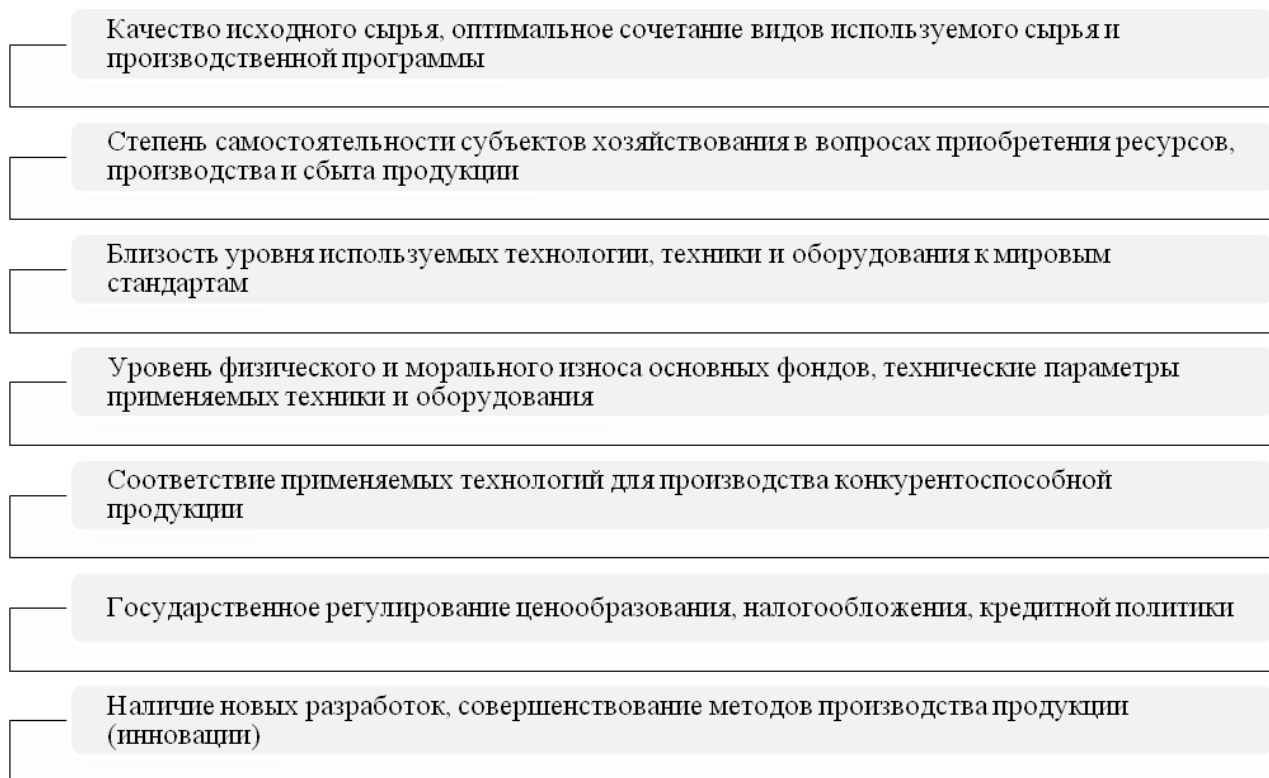 Качество исходного сырья, оптимальное сочетание видов используемого сырья и
производственной программы
Степень самостоятельности субъектов хозяйствования в вопросах приобретения ресурсов,
производства и сбыта продукции
Близость уровня используемых технологии, техники и оборудования к мировым
стандартам
Уровень физического и морального износа основных фондов, технические параметры
применяемых техники и оборудования
Соответствие применяемых технологий для производства конкурентоспособной
продукции
Государственное регулирование ценообразования, налогообложения, кредитной политики
Наличие новых разработок, совершенствование методов производства продукции
(инновации)